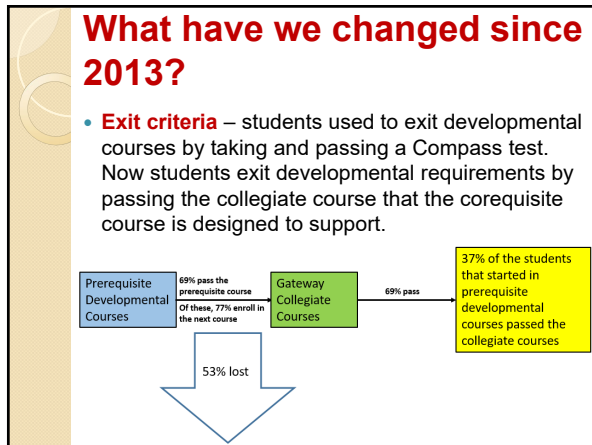 What have we changed since
2013?
• Exit criteria – students used to exit developmental
courses by taking and passing a Compass test.
Now students exit developmental requirements by
passing the collegiate course that the corequisite
course is designed to support.
Prerequisite
Developmental
Courses
69% pass the
prerequisite course
Of these, 77% enroll in
the next course
Gateway
Collegiate
Courses
69% pass
37% of the students
that started in
prerequisite
developmental
courses passed the
collegiate courses
53% lost